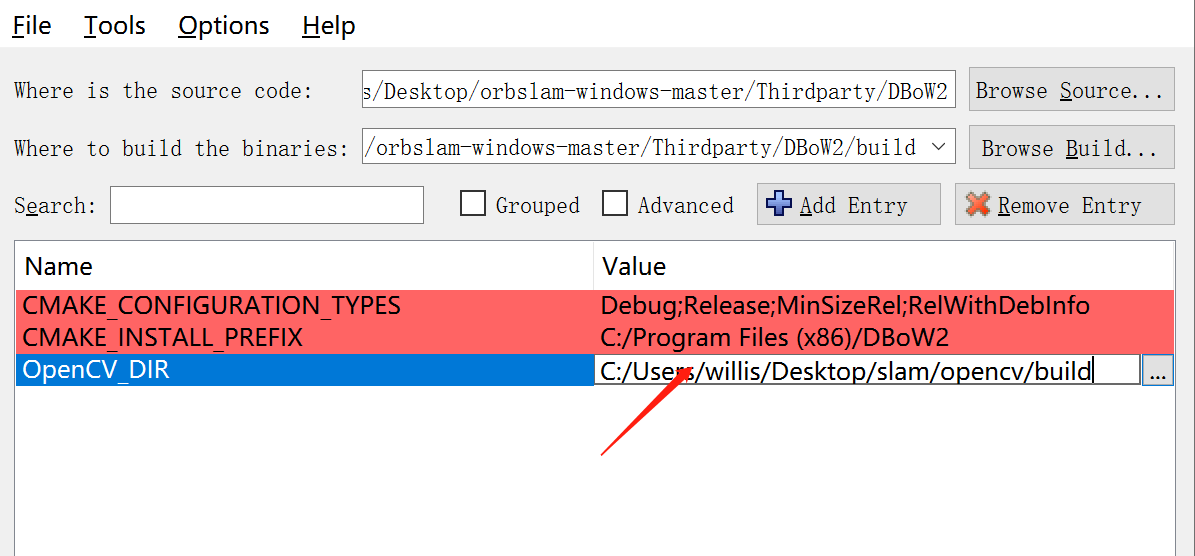 File Tools Options Help
Where is the source code: s/Desktop/orbslam-windows-master/Thirdparty/DBoW2 Browse Source...
Where to build the binaries: /orbslam-windows-master/Thirdparty/DBoW2/build Browse Build...
Search: Grouped Advanced Add Entry Remove Entry
Name Value
CMAKE_CONFIGURATION_TYPES Debug;Release;MinSizeRel;RelWithDebInfo
CMAKE_INSTALL_PREFIX C:/Program Files (x86)/DBoW2
OpenCV_DIR C:/Users/willis/Desktop/slam/opencv/build ...